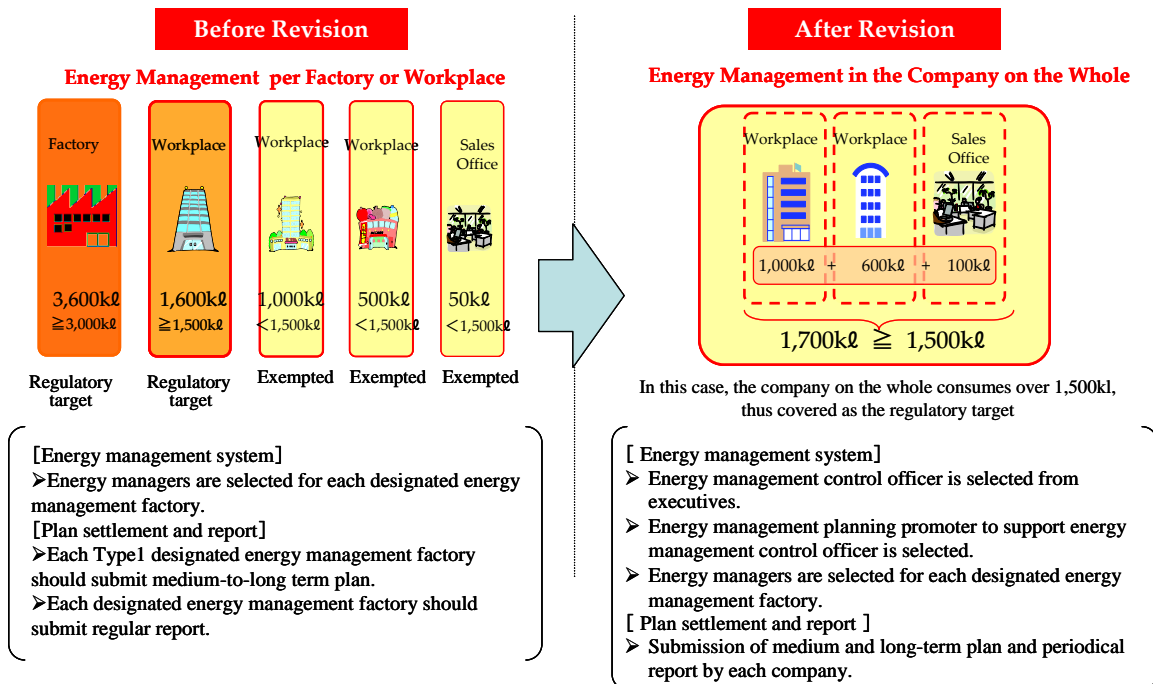 Before Revision
Energy Management per Factory or Workplace
Factory
3,600kℓ
≧3,000kℓ
Regulatory
target
Workplace
1,600kℓ
≧1,500kℓ
Regulatory
target
Workplace
1,000kℓ
<1,500kℓ
Exempted
Workplace
500kℓ
<1,500kℓ
Exempted
Sales
Office
50kℓ
<1,500kℓ
Exempted
[Energy management system]
➢Energy managers are selected for each designated energy
management factory.
[Plan settlement and report]
➢Each Type1 designated energy management factory
should submit medium-to-long term plan.
➢Each designated energy management factory should
submit regular report.
After Revision
Energy Management in the Company on the Whole
Workplace
Workplace
Sales
Office
1,000kℓ + 600kℓ + 100kℓ
1,700kℓ ≧ 1,500kℓ
In this case, the company on the whole consumes over 1,500kl,
thus covered as the regulatory target
[ Energy management system]
➢ Energy management control officer is selected from
executives.
➢ Energy management planning promoter to support energy
management control officer is selected.
➢ Energy managers are selected for each designated energy
management factory.
[ Plan settlement and report ]
➢ Submission of medium and long-term plan and periodical
report by each company.